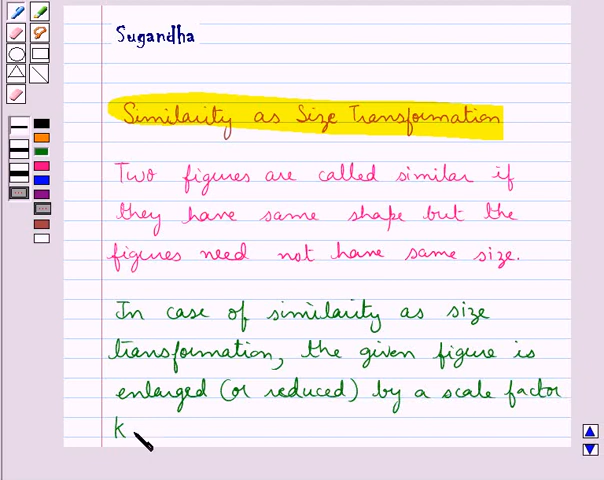 Sugandha
Similarity as Size Transformation
Two figures are called similar if
they have same shape but the
figures need not have same size.
In case of similarity as size
transformation, the given figure is
enlarged (or reduced) by a scale factor
k